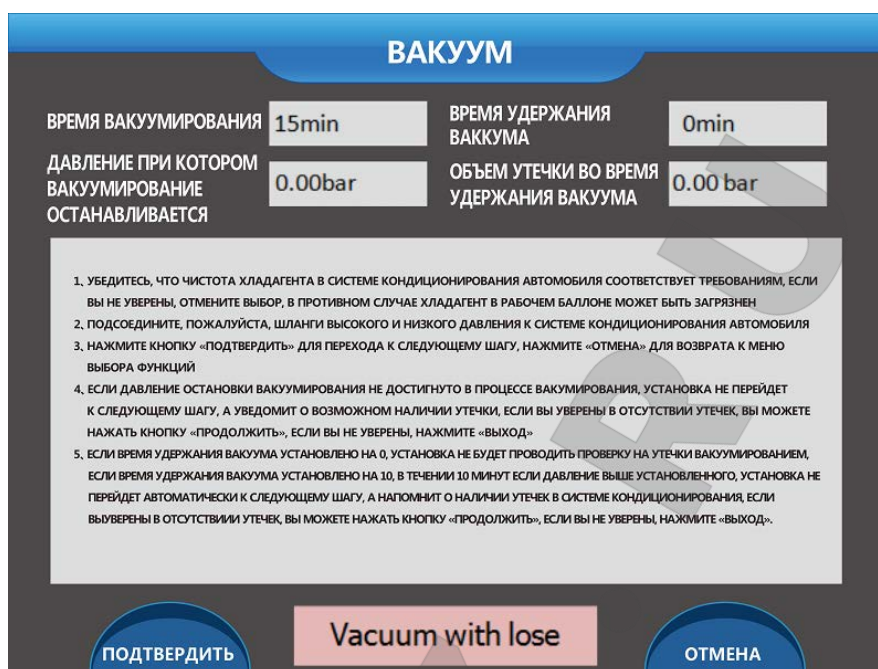 ВАКУУМ
ВРЕМЯ ВАКУУМИРОВАНИЯ 15min
ВРЕМЯ УДЕРЖАНИЯ
ВАККУМА
0min
ДАВЛЕНИЕ ПРИ КОТОРОМ
ВАКУУМИРОВАНИЕ
ОСТАНАВЛИВАЕТСЯ
0.00bar
ОБЪЕМ УТЕЧКИ ВО ВРЕМЯ
УДЕРЖАНИЯ ВАКУУМА
0.00 bar
1、УБЕДИТЕСЬ, ЧТО ЧИСТОТА ХЛАДАГЕНТА В СИСТЕМЕ КОНДИЦИОНИРОВАНИЯ АВТОМОБИЛЯ СООТВЕТСТВУЕТ ТРЕБОВАНИЯМ, ЕСЛИ
ВЫ НЕ УВЕРЕНЫ, ОТМЕНИТЕ ВЫБОР, В ПРОТИВНОМ СЛУЧАЕ ХЛАДАГЕНТ В РАБОЧЕМ БАЛЛОНЕ МОЖЕТ БЫТЬ ЗАГРЯЗНЕН
2、ПОДСОЕДИНИТЕ, ПОЖАЛУЙСТА, ШЛАНГИ ВЫСОКОГО И НИЗКОГО ДАВЛЕНИЯ К СИСТЕМЕ КОНДИЦИОНИРОВАНИЯ АВТОМОБИЛЯ
3、НАЖМИТЕ КНОПКУ «ПОДТВЕРДИТЬ» ДЛЯ ПЕРЕХОДА К СЛЕДУЮЩЕМУ ШАГУ, НАЖМИТЕ «ОТМЕНА» ДЛЯ ВОЗВРАТА К МЕНЮ
ВЫБОРА ФУНКЦИЙ
4、ЕСЛИ ДАВЛЕНИЕ ОСТАНОВКИ ВАКУУМИРОВАНИЯ НЕ ДОСТИГНУТО В ПРОЦЕССЕ ВАКУМИРОВАНИЯ, УСТАНОВКА НЕ ПЕРЕЙДЕТ
К СЛЕДУЮЩЕМУ ШАГУ, А УВЕДОМИТ О ВОЗМОЖНОМ НАЛИЧИИ УТЕЧКИ, ЕСЛИ ВЫ УВЕРЕНЫ В ОТСУТСТВИИ УТЕЧЕК, ВЫ МОЖЕТЕ
НАЖАТЬ КНОПКУ «ПРОДОЛЖИТЬ», ЕСЛИ ВЫ НЕ УВЕРЕНЫ, НАЖМИТЕ «ВЫХОД»
5、ЕСЛИ ВРЕМЯ УДЕРЖАНИЯ ВАКУУМА УСТАНОВЛЕНО НА 0, УСТАНОВКА НЕ БУДЕТ ПРОВОДИТЬ ПРОВЕРКУ НА УТЕЧКИ ВАКУУМИРОВАНИЕМ,
ЕСЛИ ВРЕМЯ УДЕРЖАНИЯ ВАКУУМА УСТАНОВЛЕНО НА 10, В ТЕЧЕНИИ 10 МИНУТ ЕСЛИ ДАВЛЕНИЕ ВЫШЕ УСТАНОВЛЕННОГО, УСТАНОВКА НЕ
ПЕРЕЙДЕТ АВТОМАТИЧЕСКИ К СЛЕДУЮЩЕМУ ШАГУ, А НАПОМНИТ О НАЛИЧИИ УТЕЧЕК В СИСТЕМЕ КОНДИЦИОНИРОВАНИЯ, ЕСЛИ
ВЫУВЕРЕНЫ В ОТСУТСТВИИИ УТЕЧЕК, ВЫ МОЖЕТЕ НАЖАТЬ КНОПКУ «ПРОДОЛЖИТЬ», ЕСЛИ ВЫ НЕ УВЕРЕНЫ, НАЖМИТЕ «ВЫХОД».
ПОДТВЕРДИТЬ
Vacuum with lose
ОТМЕНА